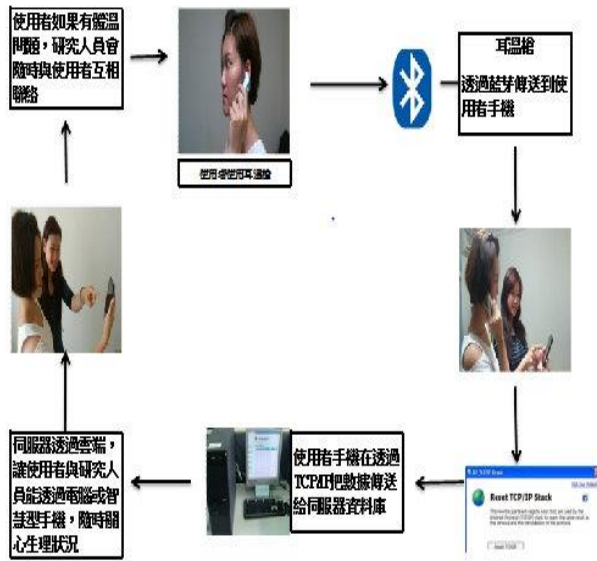 使用者如果有體溫
問題，研究人員會
隨時與使用者互相
聯絡
使用者使用耳溫槍
耳溫槍
透過藍芽傳送到使
用者手機
使用者手機在透過
TCP/IP把數據傳送
給伺服器資料庫
伺服器透過雲端，
讓使用者與研究人
員能透過電腦或智
慧型手機，隨時關
心生理狀況
Reset TCP/IP Stack